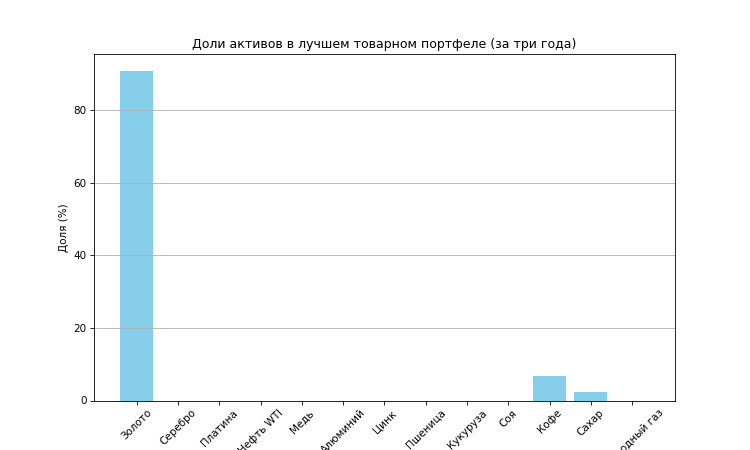 Доли активов в лучшем товарном портфеле (за три года)
Доля (%)
80
60
40
20
0
Золото
Серебро
Платина
Нефть WTI
Медь
Алюминий
Цинк
Пшеница
Кукуруза
Соя
Кофе
Сахар
одный газ